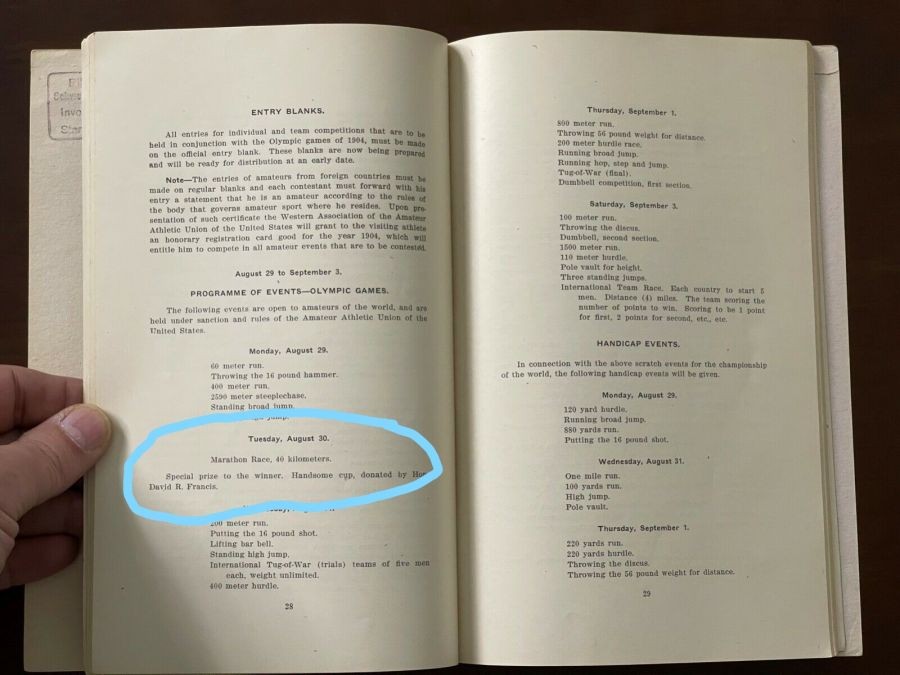 ENTRY BLANKS.
All entries for individual and team competitions that are to be
held in conjunction with the Olympic games of 1904, must be made
on the official entry blank. These blanks are now being prepared
and will be ready for distribution at an early date.
Note—The entries of amateurs from foreign countries must be
made on regular blanks and each contestant must forward with his
entry a statement that he is an amateur according to the rules of
the body that governs amateur sport where he resides. Upon pre-
sentation of such certificate the Western Association of the Amateur
Athletic Union of the United States will grant to the visiting athlete
an honorary registration card good for the year 1904, which will
entitle him to compete in all amateur events that are to be contested.
August 29 to September 3.
PROGRAMME OF EVENTS—OLYMPIC GAMES.
The following events are open to amateurs of the world, and are
held under sanction and rules of the Amateur Athletic Union of the
United States.
Monday, August 29.
60 meter run.
Throwing the 16 pound hammer.
400 meter run.
2590 meter steeplechase.
Standing broad jump.
jump.
Tuesday, August 30.
Marathon Race, 40 kilometers.
Special prize to the winner. Handsome cup, donated by Hon.
David R. Francis.
200 meter run.
Putting the 16 pound shot.
Lifting bar bell.
Standing high jump.
International Tug-of-War (trials) teams of five men
each, weight unlimited.
400 meter hurdle.
28
Thursday, September 1.
800 meter run.
Throwing 56 pound weight for distance.
200 meter hurdle race.
Running broad jump.
Running hop, step and jump.
Tug-of-War (final).
Dumbbell competition, first section.
Saturday, September 3.
100 meter run.
Throwing the discus.
Dumbbell, second section.
1500 meter run.
110 meter hurdle.
Pole vault for height.
Three standing jumps.
International Team Race. Each country to start 5
men. Distance (4) miles. The team scoring the
number of points to win. Scoring to be 1 point
for first, 2 points for second, etc., etc.
HANDICAP EVENTS.
In connection with the above scratch events for the championship
of the world, the following handicap events will be given.
Monday, August 29.
120 yard hurdle.
Running broad jump.
880 yards run.
Putting the 16 pound shot.
Wednesday, August 31.
One mile run.
100 yards run.
High jump.
Pole vault.
Thursday, September 1.
220 yards run.
220 yards hurdle.
Throwing the discus.
Throwing the 56 pound weight for distance.
29